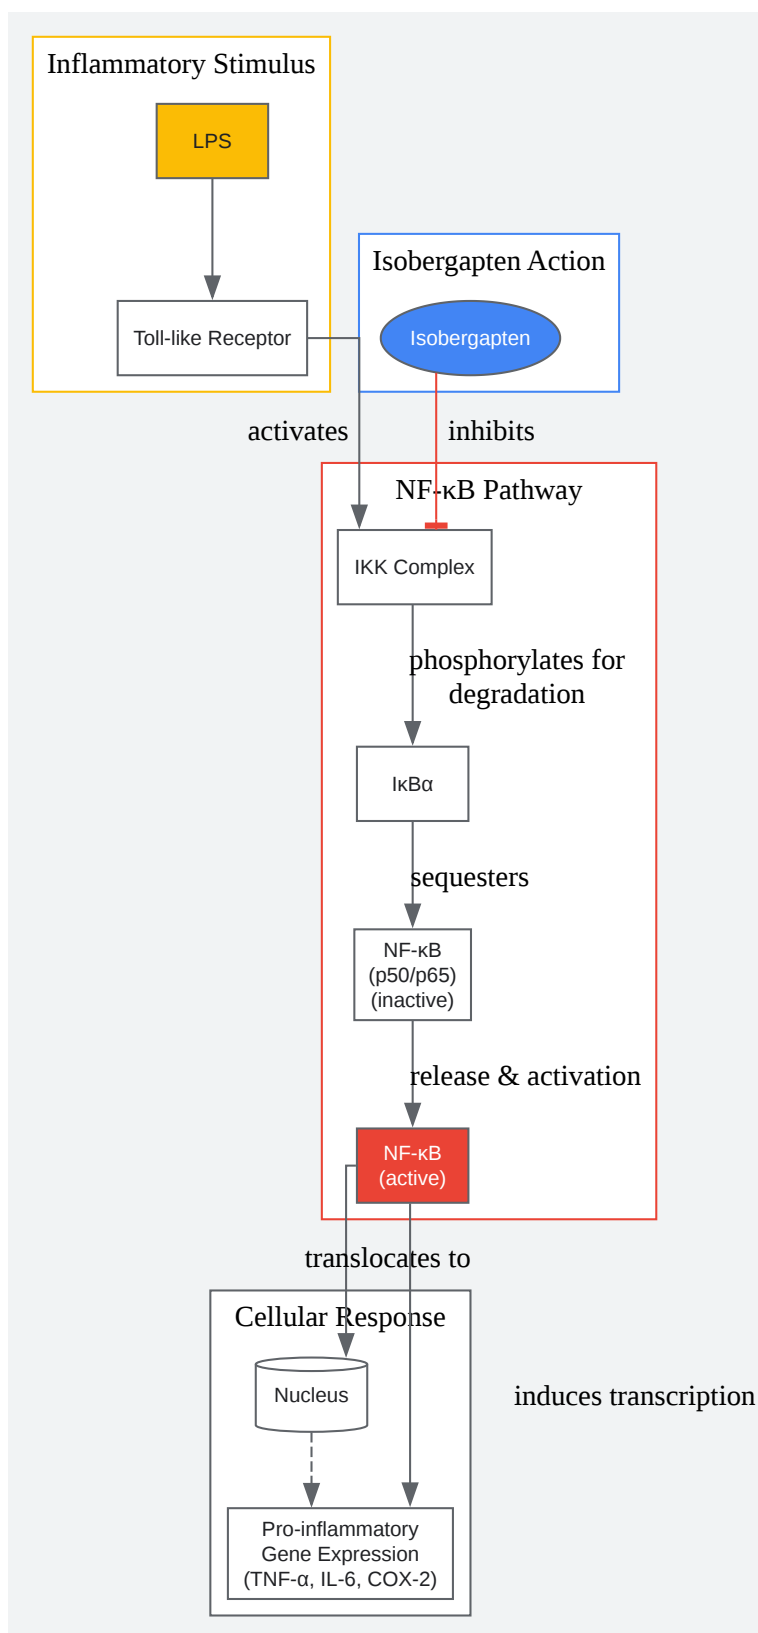 Inflammatory Stimulus
LPS
Isobergapten Action
Toll-like Receptor
Isobergapten
activates
inhibits
NF-κB Pathway
IKK Complex
phosphorylates for
degradation
IκBα
sequesters
NF-κB
(p50/p65)
(inactive)
release & activation
NF-κB
(active)
translocates to
Cellular Response
Nucleus
induces transcription
Pro-inflammatory
Gene Expression
(TNF-α, IL-6, COX-2)